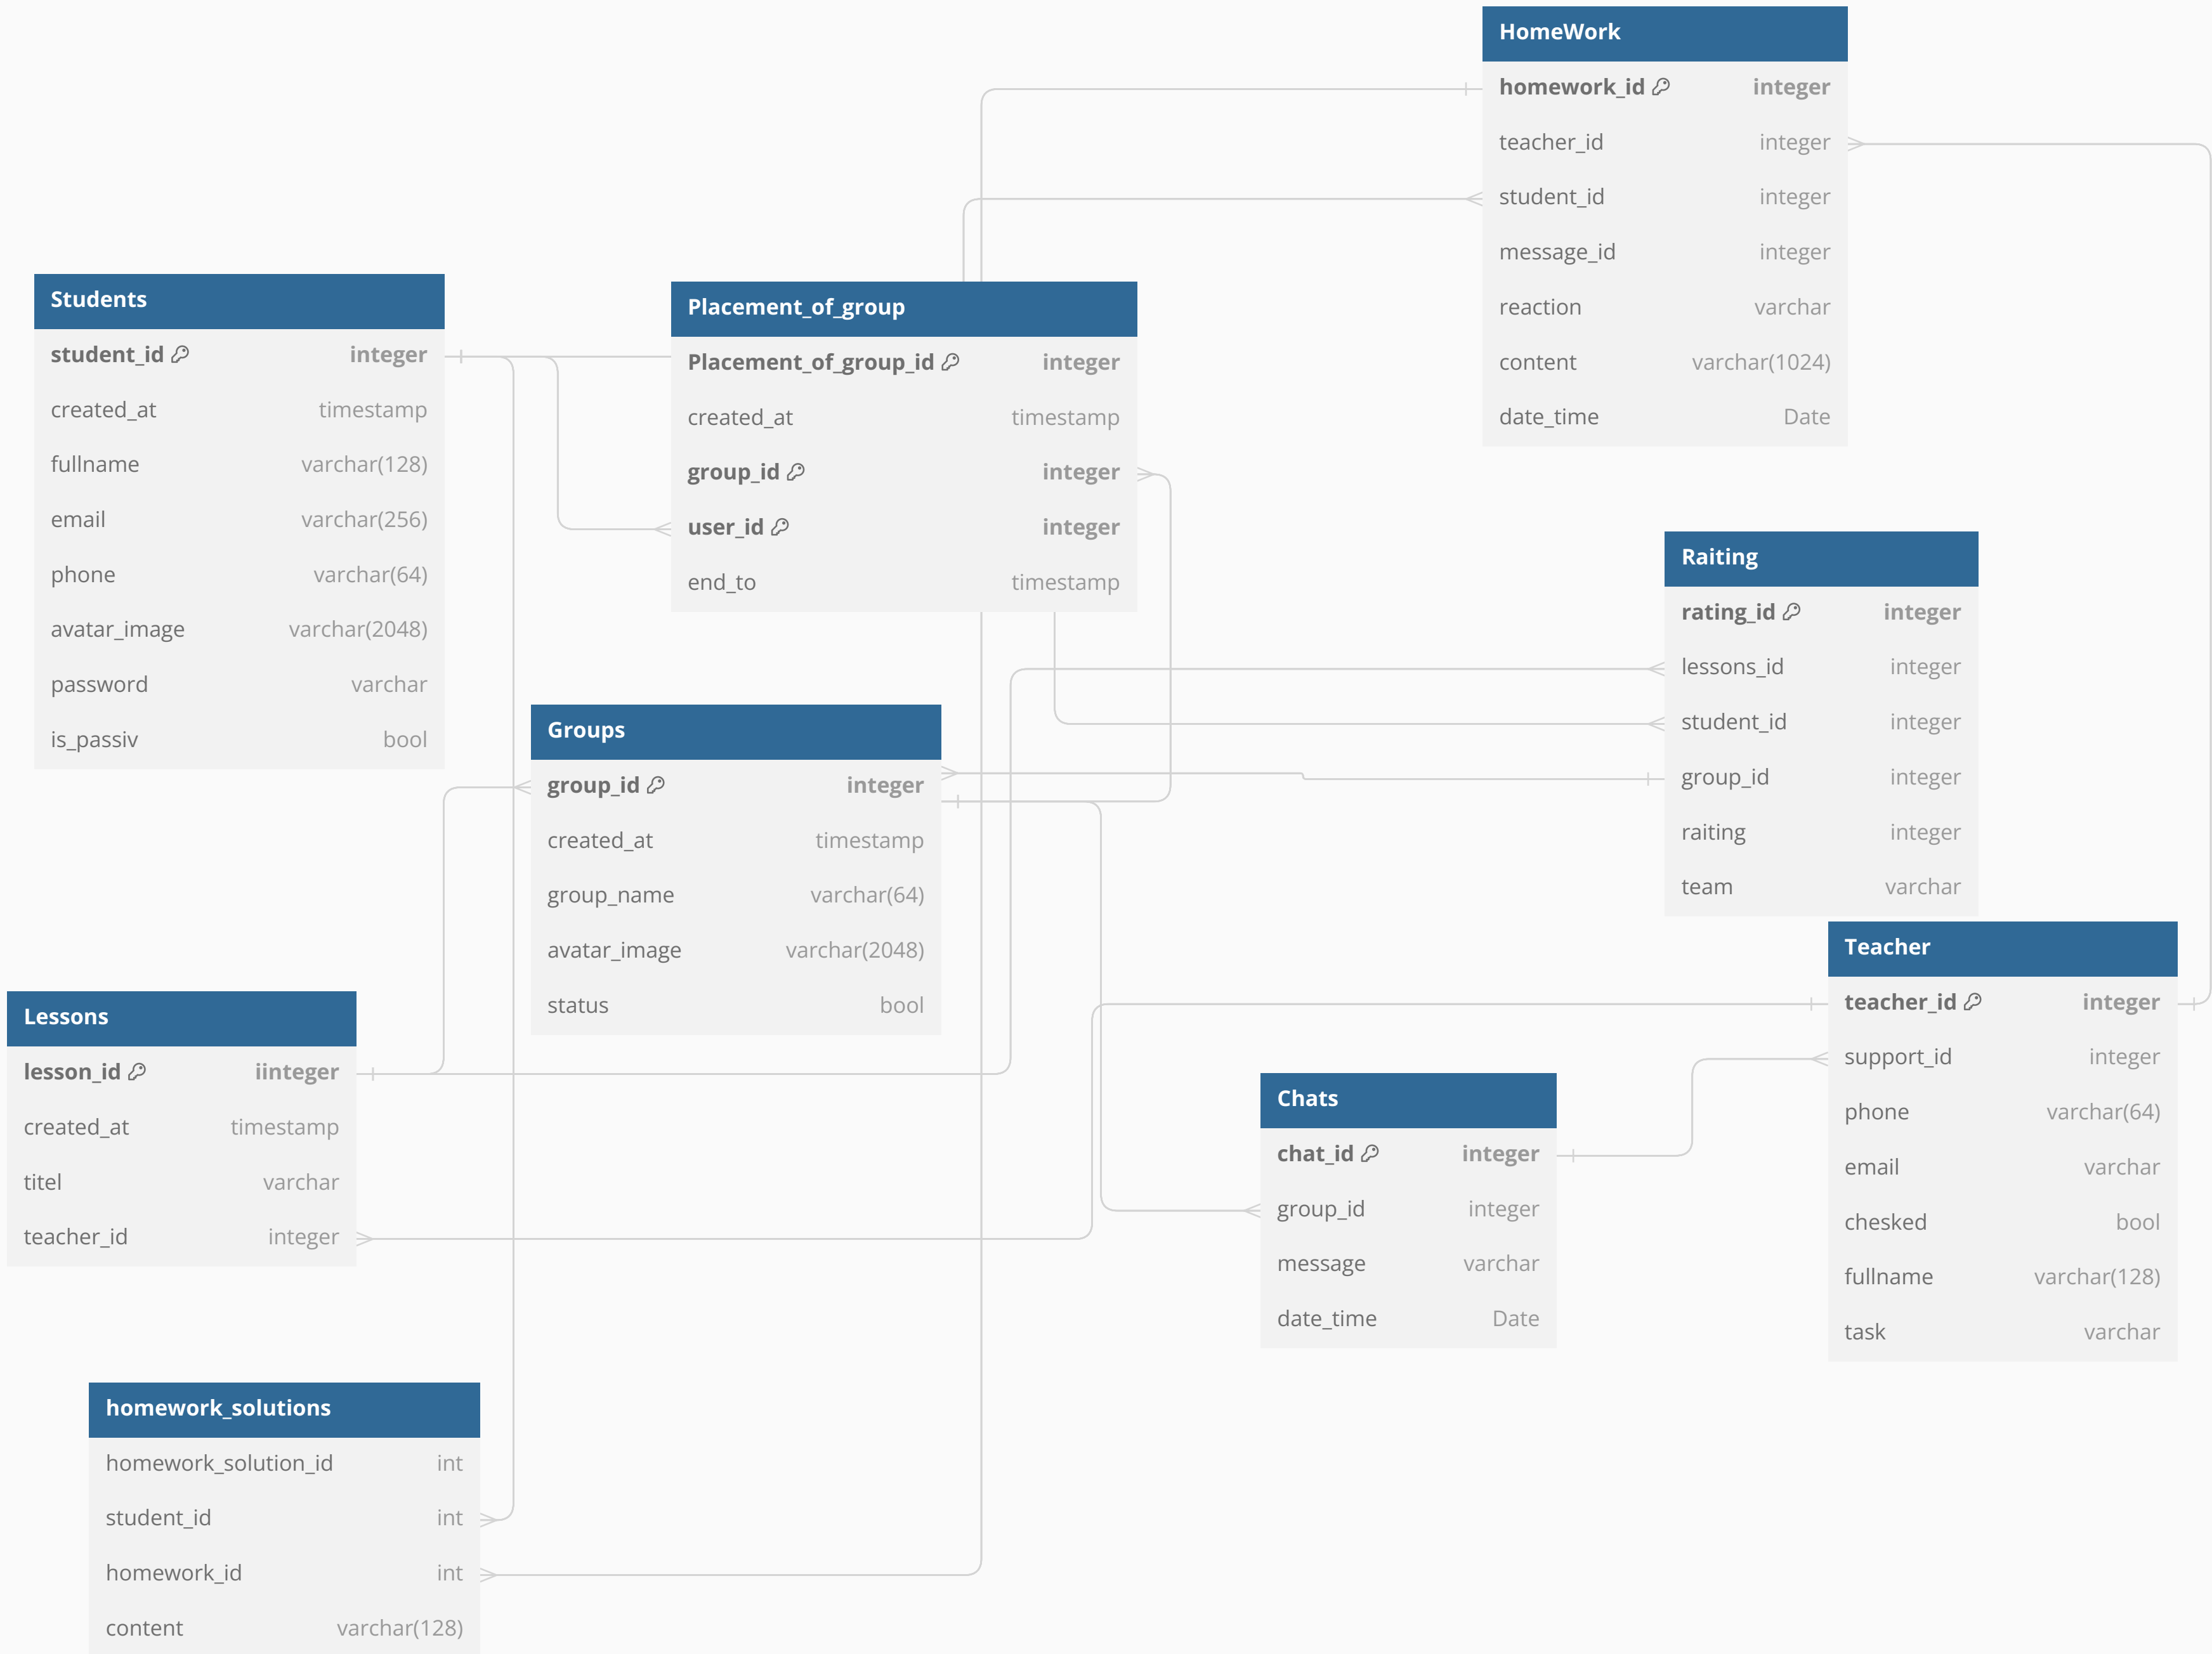 HomeWork
homework_id integer
teacher_id integer
student_id integer
message_id integer
reaction varchar
content varchar(1024)
date_time Date
Students
student_id integer
created_at timestamp
fullname varchar(128)
email varchar(256)
phone varchar(64)
avatar_image varchar(2048)
password varchar
is_passiv bool
Placement_of_group
Placement_of_group_id integer
created_at timestamp
group_id integer
user_id integer
end_to timestamp
Raiting
rating_id integer
lessons_id integer
student_id integer
group_id integer
raiting integer
team varchar
Groups
group_id integer
created_at timestamp
group_name varchar(64)
avatar_image varchar(2048)
status bool
Teacher
teacher_id integer
support_id integer
phone varchar(64)
email varchar
chesked bool
fullname varchar(128)
task varchar
Lessons
lesson_id iinteger
created_at timestamp
titel varchar
teacher_id integer
Chats
chat_id integer
group_id integer
message varchar
date_time Date
homework_solutions
homework_solution_id int
student_id int
homework_id int
content varchar(128)